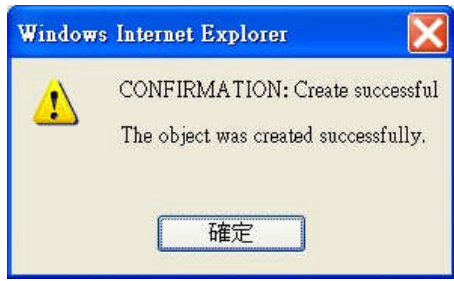 Windows Internet Explorer
CONFIRMATION: Create successful
The object was created successfully.
確定